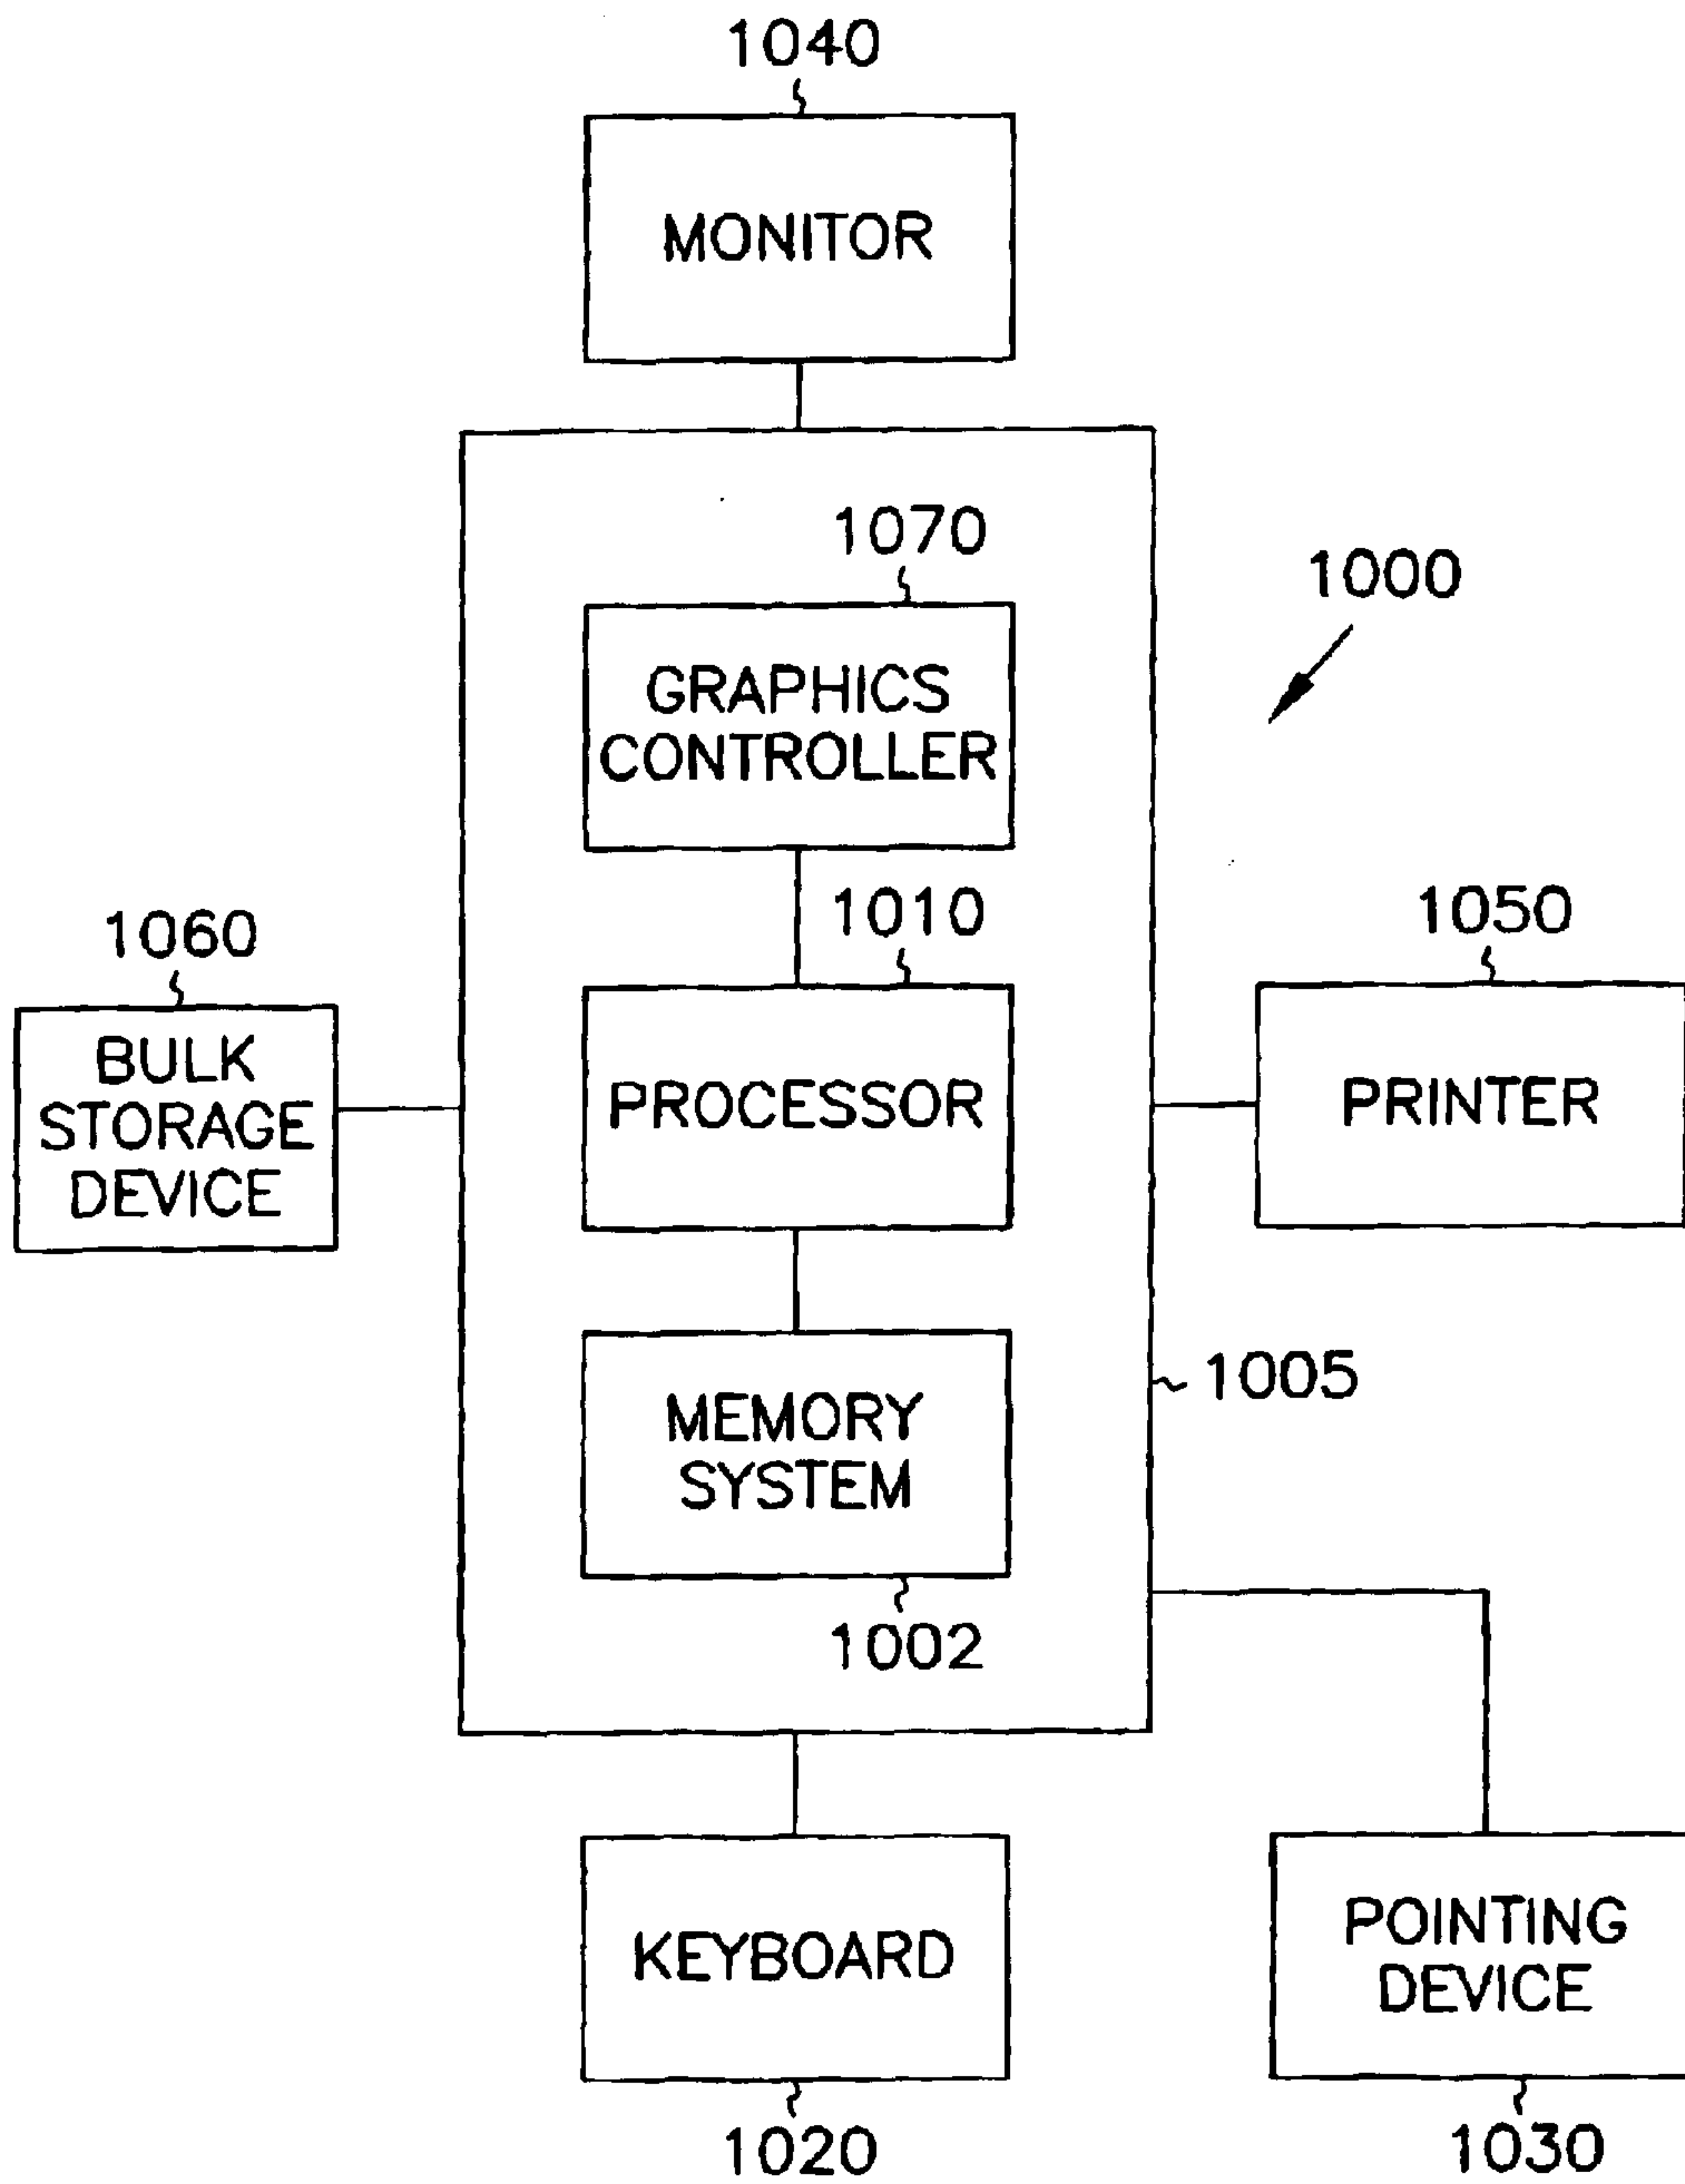 1040
MONITOR
1070
1000
GRAPHICS
CONTROLLER
1010
1060
1050
BULK
STORAGE
DEVICE
PROCESSOR
PRINTER
1005
MEMORY
SYSTEM
1002
KEYBOARD
POINTING
DEVICE
1020
1030